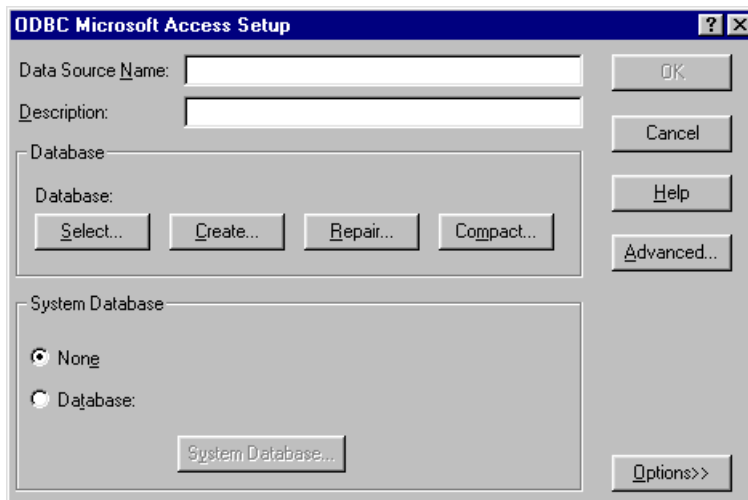 ODBC Microsoft Access Setup
Data Source Name:
OK
Description:
Cancel
Database
Database:
Help
Select...
Create...
Repair...
Compact...
Advanced...
System Database
None
Database:
System Database...
Options>>